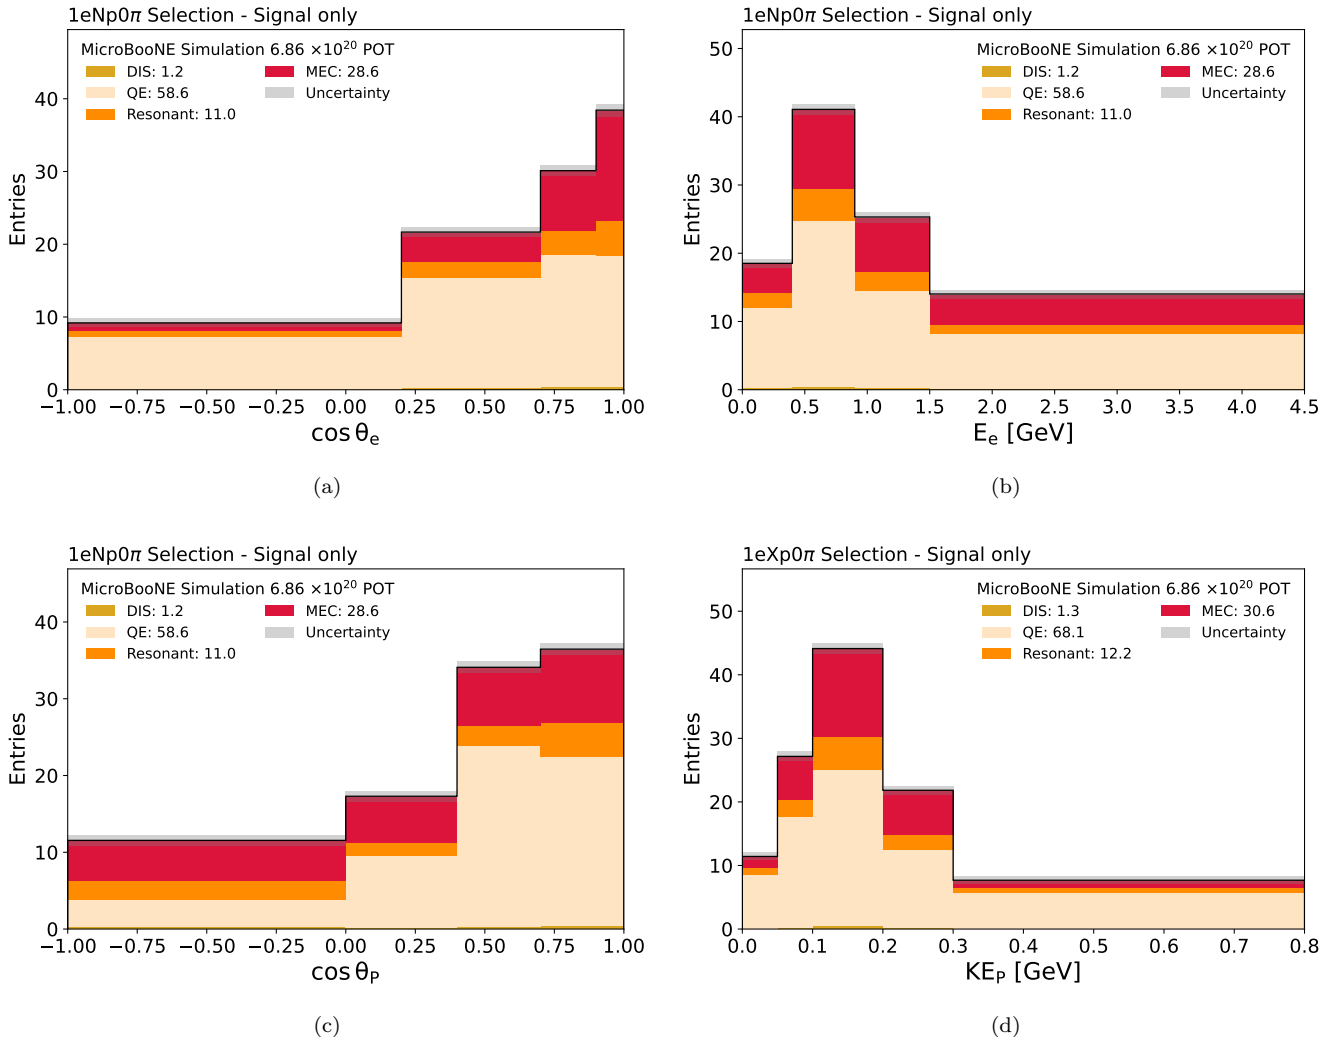 1eNp0π Selection - Signal only
MicroBooNE Simulation 6.86 ×10²⁰ POT
DIS: 1.2
MEC: 28.6
QE: 58.6
Uncertainty
Resonant: 11.0
Entries
40
30
20
10
0
−1.00 −0.75 −0.50 −0.25 0.00 0.25 0.50 0.75 1.00
cos θₑ
(a)
1eNp0π Selection - Signal only
MicroBooNE Simulation 6.86 ×10²⁰ POT
DIS: 1.2
MEC: 28.6
QE: 58.6
Uncertainty
Resonant: 11.0
Entries
50
40
30
20
10
0
0.0 0.5 1.0 1.5 2.0 2.5 3.0 3.5 4.0 4.5
Eₑ [GeV]
(b)
1eNp0π Selection - Signal only
MicroBooNE Simulation 6.86 ×10²⁰ POT
DIS: 1.2
MEC: 28.6
QE: 58.6
Uncertainty
Resonant: 11.0
Entries
40
30
20
10
0
−1.00 −0.75 −0.50 −0.25 0.00 0.25 0.50 0.75 1.00
cos θ_P
(c)
1eXp0π Selection - Signal only
MicroBooNE Simulation 6.86 ×10²⁰ POT
DIS: 1.3
MEC: 30.6
QE: 68.1
Uncertainty
Resonant: 12.2
Entries
50
40
30
20
10
0
0.0 0.1 0.2 0.3 0.4 0.5 0.6 0.7 0.8
KE_P [GeV]
(d)